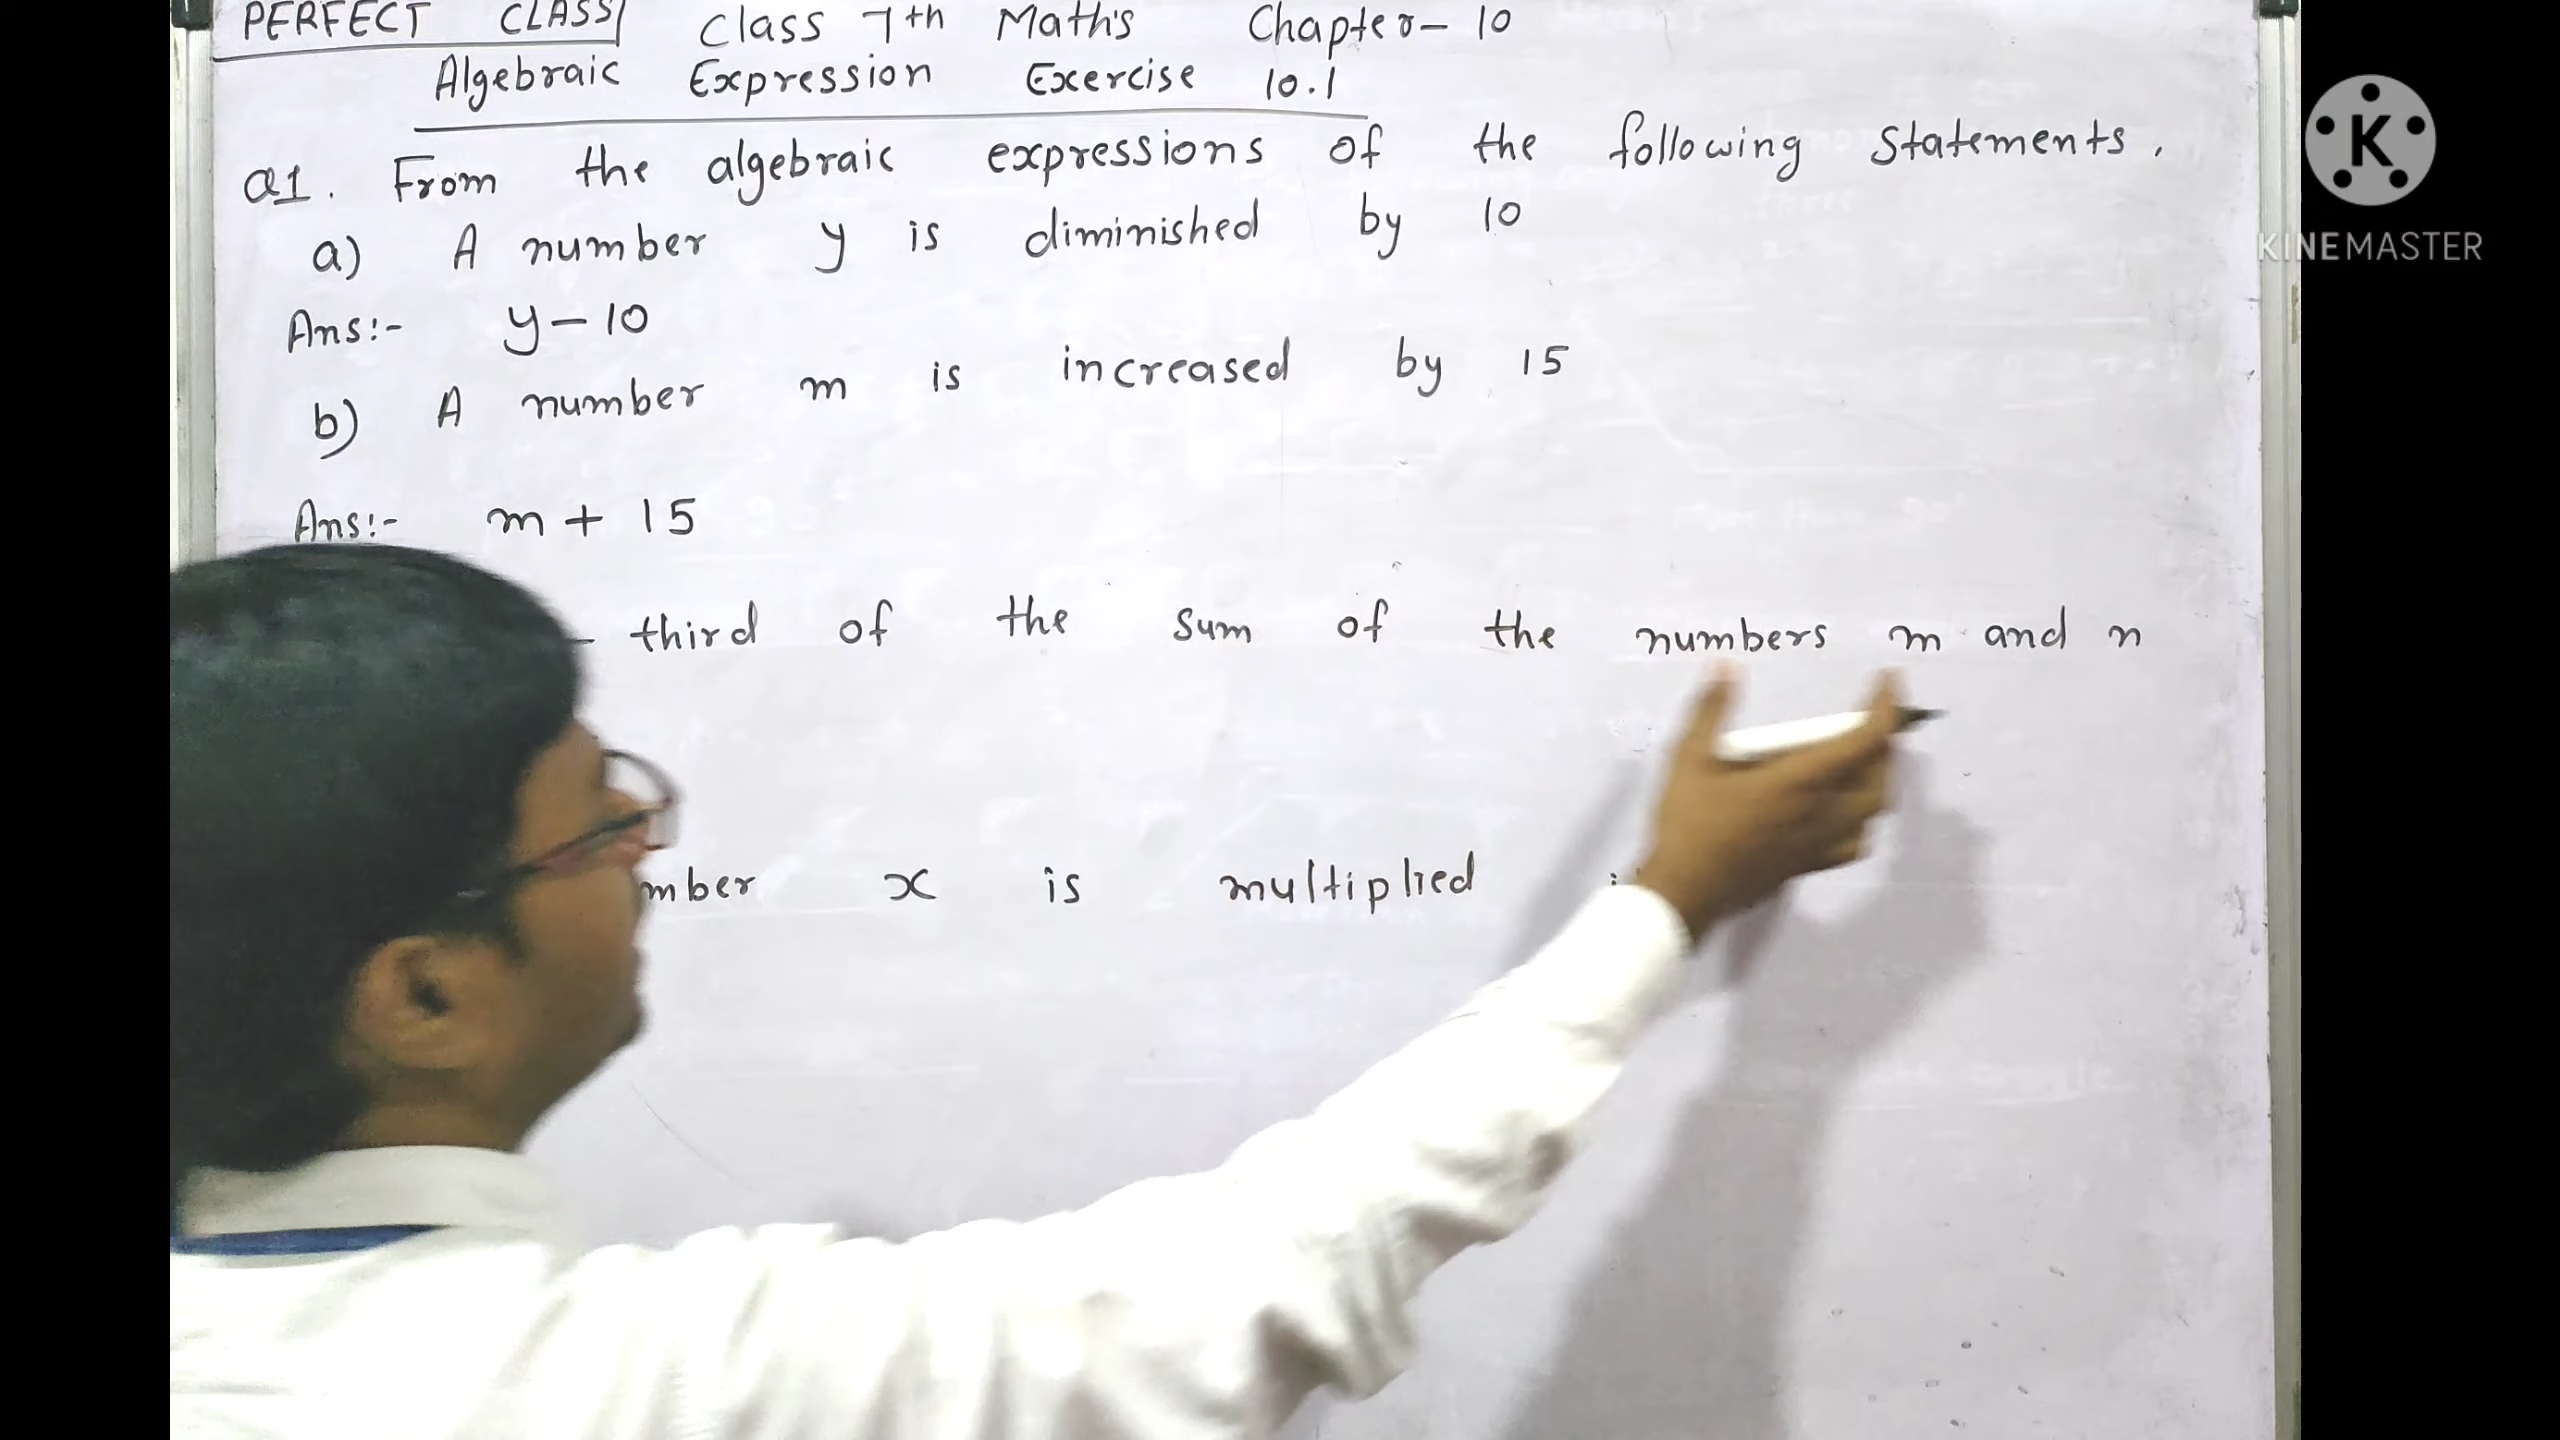 PERFECT CLASS Class 7th Math's Chapter- 10
Algebraic Expression Exercise 10.1
Q1. From the algebraic expressions of the following Statements.
a) A number y is diminished by 10
Ans:- y-10
b) A number m is increased by 15
Ans:- m + 15
- third of the sum of the numbers m and n
mber x is multiplied
K
KINEMASTER